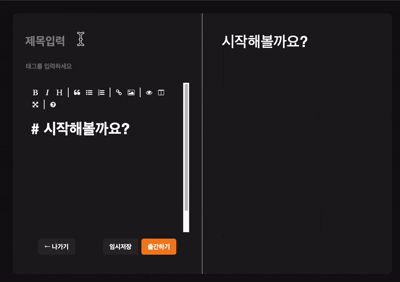 제목입력
태그를 입력하세요
B I H
# 시작해볼까요?
← 나가기
임시저장
출간하기
시작해볼까요?